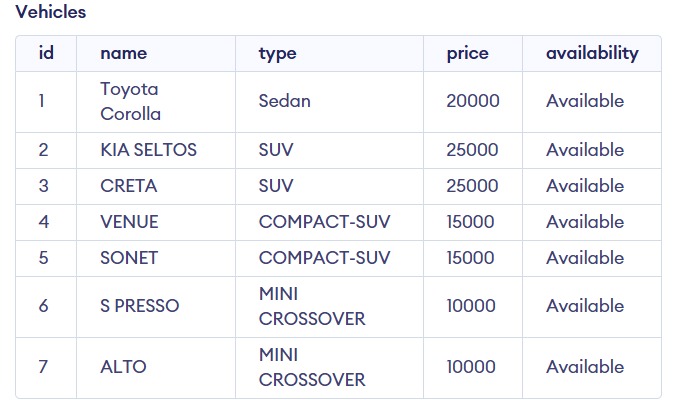 Vehicles
id name type price availability
1 Toyota Corolla Sedan 20000 Available
2 KIA SELTOS SUV 25000 Available
3 CRETA SUV 25000 Available
4 VENUE COMPACT-SUV 15000 Available
5 SONET COMPACT-SUV 15000 Available
6 S PRESSO MINI CROSSOVER 10000 Available
7 ALTO MINI CROSSOVER 10000 Available